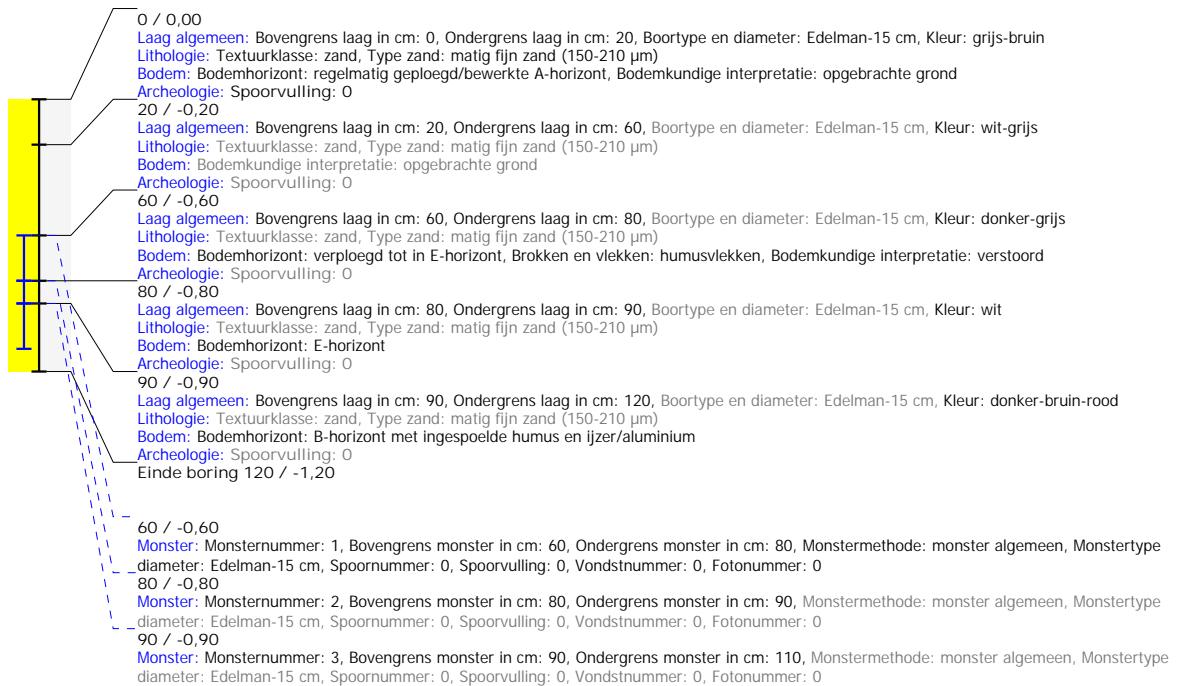 0 / 0,00
Laag algemeen: Bovengrens laag in cm: 0, Ondergrens laag in cm: 20, Boortype en diameter: Edelman-15 cm, Kleur: grijs-bruin
Lithologie: Textuurklasse: zand, Type zand: matig fijn zand (150-210 µm)
Bodem: Bodemhorizont: regelmatig geploegd/bewerkte A-horizont, Bodemkundige interpretatie: opgebrachte grond
Archeologie: Spoorvulling: 0
20 / -0,20
Laag algemeen: Bovengrens laag in cm: 20, Ondergrens laag in cm: 60, Boortype en diameter: Edelman-15 cm, Kleur: wit-grijs
Lithologie: Textuurklasse: zand, Type zand: matig fijn zand (150-210 µm)
Bodem: Bodemkundige interpretatie: opgebrachte grond
Archeologie: Spoorvulling: 0
60 / -0,60
Laag algemeen: Bovengrens laag in cm: 60, Ondergrens laag in cm: 80, Boortype en diameter: Edelman-15 cm, Kleur: donker-grijs
Lithologie: Textuurklasse: zand, Type zand: matig fijn zand (150-210 µm)
Bodem: Bodemhorizont: verploegd tot in E-horizont, Brokken en vlekken: humusvlekken, Bodemkundige interpretatie: verstoord
Archeologie: Spoorvulling: 0
80 / -0,80
Laag algemeen: Bovengrens laag in cm: 80, Ondergrens laag in cm: 90, Boortype en diameter: Edelman-15 cm, Kleur: wit
Lithologie: Textuurklasse: zand, Type zand: matig fijn zand (150-210 µm)
Bodem: Bodemhorizont: E-horizont
Archeologie: Spoorvulling: 0
90 / -0,90
Laag algemeen: Bovengrens laag in cm: 90, Ondergrens laag in cm: 120, Boortype en diameter: Edelman-15 cm, Kleur: donker-bruin-rood
Lithologie: Textuurklasse: zand, Type zand: matig fijn zand (150-210 µm)
Bodem: Bodemhorizont: B-horizont met ingespoelde humus en ijzer/aluminium
Archeologie: Spoorvulling: 0
Einde boring 120 / -1,20
60 / -0,60
Monster: Monsternummer: 1, Bovengrens monster in cm: 60, Ondergrens monster in cm: 80, Monstermethode: monster algemeen, Monstertype
diameter: Edelman-15 cm, Spoornummer: 0, Spoorvulling: 0, Vondstnummer: 0, Fotonummer: 0
80 / -0,80
Monster: Monsternummer: 2, Bovengrens monster in cm: 80, Ondergrens monster in cm: 90, Monstermethode: monster algemeen, Monstertype
diameter: Edelman-15 cm, Spoornummer: 0, Spoorvulling: 0, Vondstnummer: 0, Fotonummer: 0
90 / -0,90
Monster: Monsternummer: 3, Bovengrens monster in cm: 90, Ondergrens monster in cm: 110, Monstermethode: monster algemeen, Monstertype
diameter: Edelman-15 cm, Spoornummer: 0, Spoorvulling: 0, Vondstnummer: 0, Fotonummer: 0